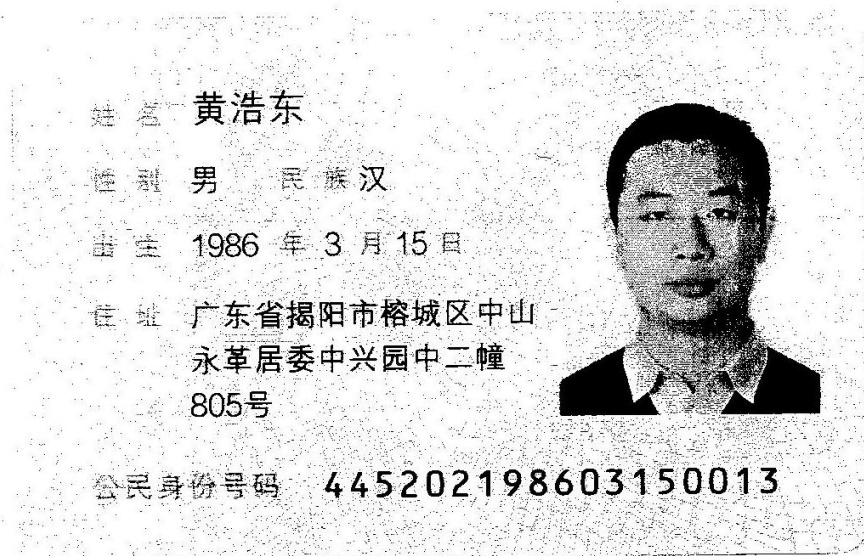 姓名 黄浩东
性别 男 民族 汉
出生 1986 年 3 月 15 日
住址 广东省揭阳市榕城区中山
永革居委中兴园中二幢
805号
公民身份号码 445202198603150013